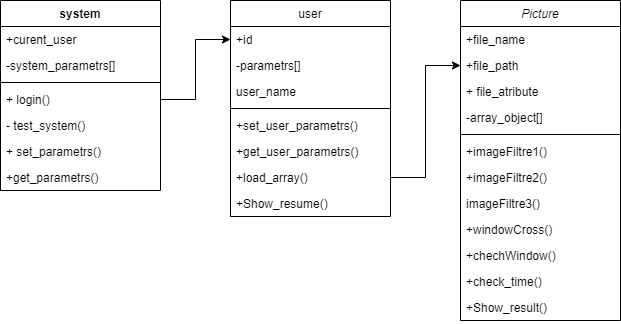 system
+curent_user
-system_parametrs[]
+ login()
- test_system()
+ set_parametrs()
+get_parametrs()
user
+id
-parametrs[]
user_name
+set_user_parametrs()
+get_user_parametrs()
+load_array()
+Show_resume()
Picture
+file_name
+file_path
+ file_atribute
-array_object[]
+imageFiltre1()
+imageFiltre2()
imageFiltre3()
+windowCross()
+chechWindow()
+check_time()
+Show_result()